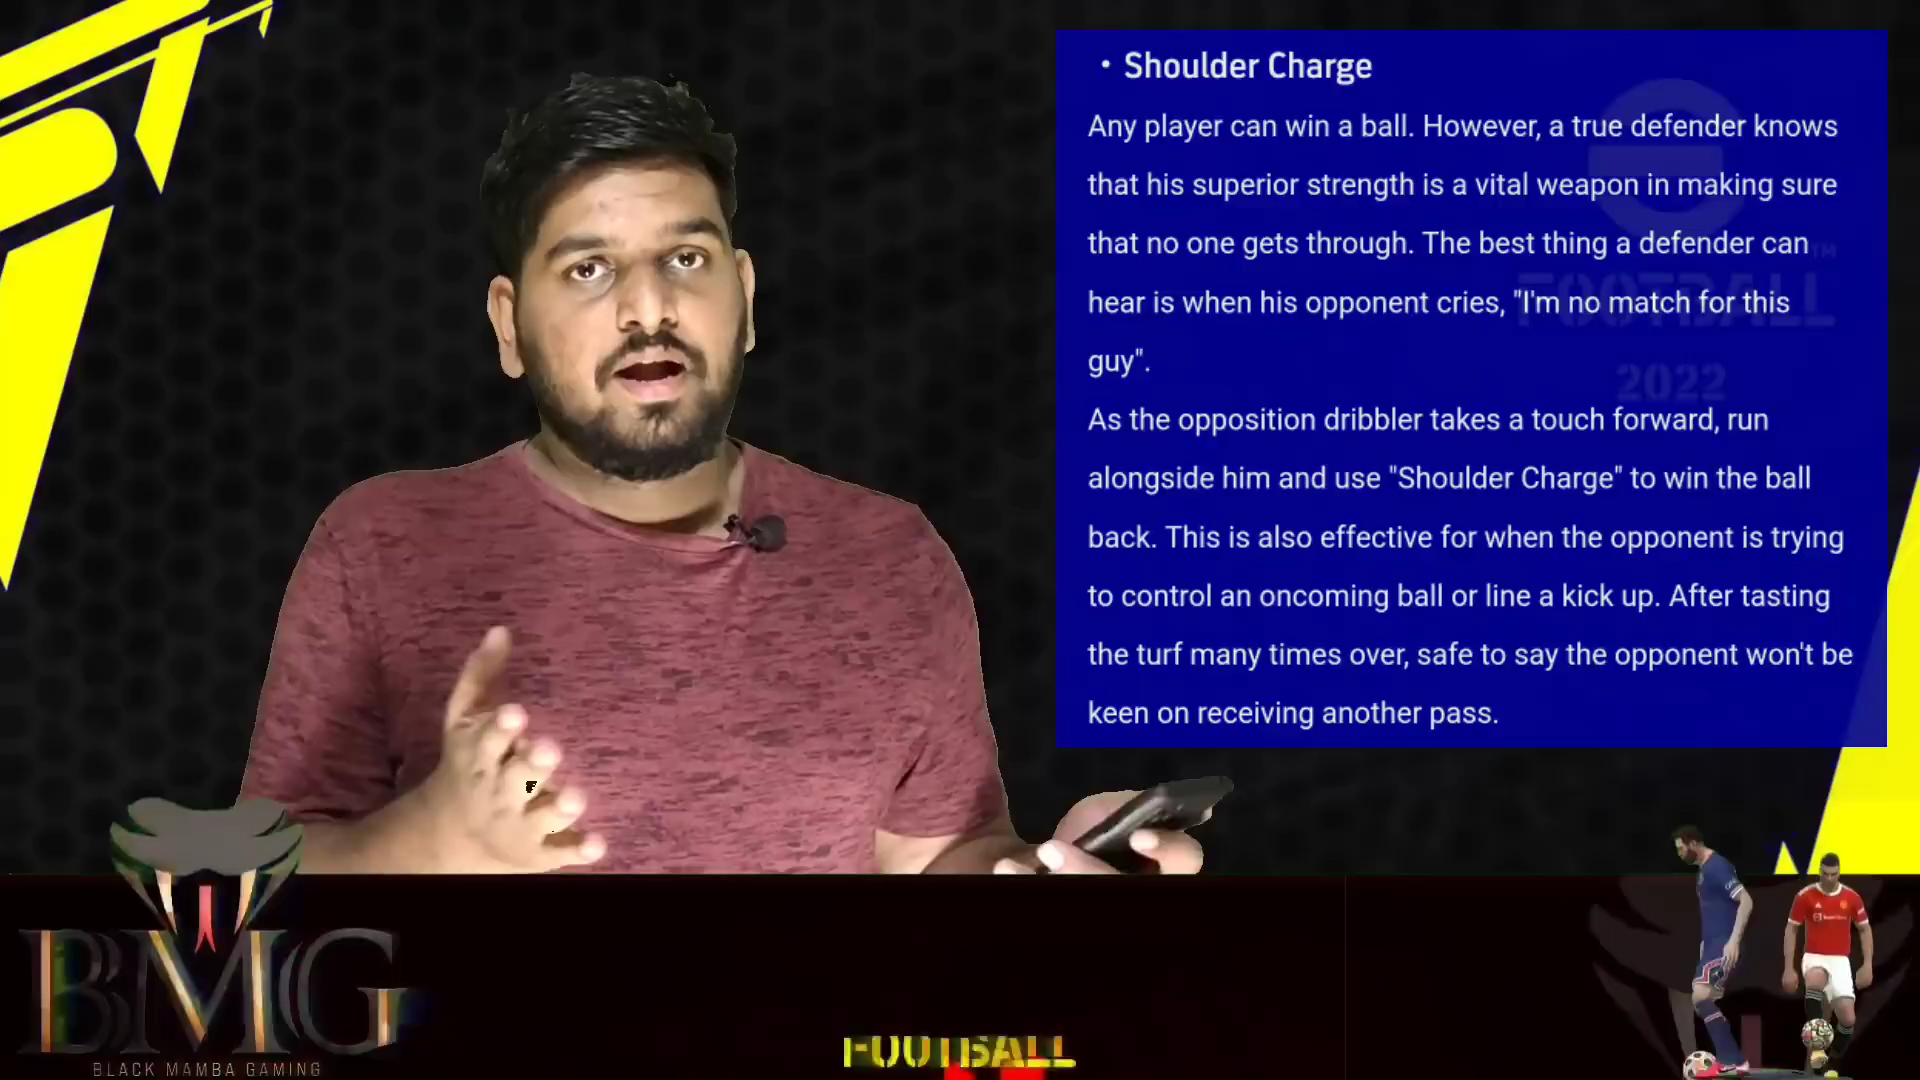 • Shoulder Charge
Any player can win a ball. However, a true defender knows
that his superior strength is a vital weapon in making sure
that no one gets through. The best thing a defender can
hear is when his opponent cries, "I'm no match for this
guy".
As the opposition dribbler takes a touch forward, run
alongside him and use "Shoulder Charge" to win the ball
back. This is also effective for when the opponent is trying
to control an oncoming ball or line a kick up. After tasting
the turf many times over, safe to say the opponent won't be
keen on receiving another pass.
FOOTBALL
2022
BMG
BLACK MAMBA GAMING
FOOTBALL